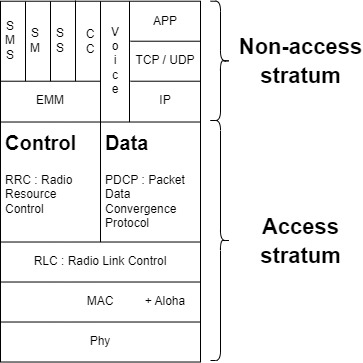 SMS
SM
SS
CC
Voice
APP
TCP / UDP
IP
EMM
Non-access
stratum
Control
RRC : Radio
Resource
Control
Data
PDCP : Packet
Data
Convergence
Protocol
Access
stratum
RLC : Radio Link Control
MAC + Aloha
Phy